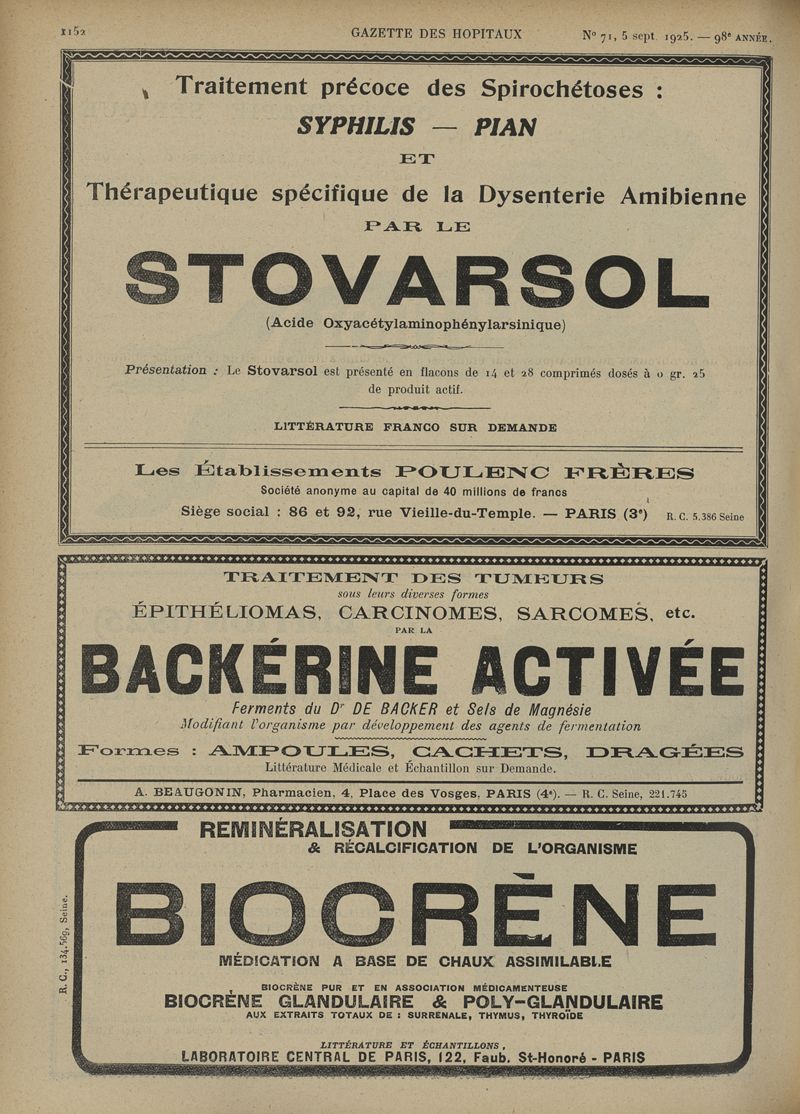 1152
GAZETTE DES HOPITAUX
N° 71, 5 sept. 1925. — 98e ANNÉE.
Traitement précoce des Spirochétoses :
SYPHILIS — PIAN
ET
Thérapeutique spécifique de la Dysenterie Amibienne
PAR LE
STOVARSOL
(Acide Oxyacétylaminophénylarsinique)
Présentation : Le Stovarsol est présenté en flacons de 14 et 28 comprimés dosés à 0 gr. 25
de produit actif.
LITTÉRATURE FRANCO SUR DEMANDE
Les Établissements POULENC FRÈRES
Société anonyme au capital de 40 millions de francs
Siège social : 86 et 92, rue Vieille-du-Temple. — PARIS (3e) R. C. 5.386 Seine
TRAITEMENT DES TUMEURS
sous leurs diverses formes
ÉPITHÉLIOMAS, CARCINOMES, SARCOMES, etc.
PAR LA
BACKÉRINE ACTIVÉE
Ferments du Dr DE BACKER et Sels de Magnésie
Modifiant l'organisme par développement des agents de fermentation
Formes : AMPOULES, CACHETS, DRAGÉES
Littérature Médicale et Échantillon sur Demande.
A. BEAUGONIN, Pharmacien, 4, Place des Vosges, PARIS (4e). — R. C. Seine, 221.745
REMINÉRALISATION
& RÉCALCIFICATION DE L'ORGANISME
BIOCRÈNE
MÉDICATION A BASE DE CHAUX ASSIMILABLE
BIOCRÈNE PUR ET EN ASSOCIATION MÉDICAMENTEUSE
BIOCRÈNE GLANDULAIRE & POLY-GLANDULAIRE
AUX EXTRAITS TOTAUX DE : SURRENALE, THYMUS, THYROÏDE
LITTÉRATURE ET ÉCHANTILLONS,
LABORATOIRE CENTRAL DE PARIS, 122, Faub. St-Honoré - PARIS
R. C., 134.569, Seine.